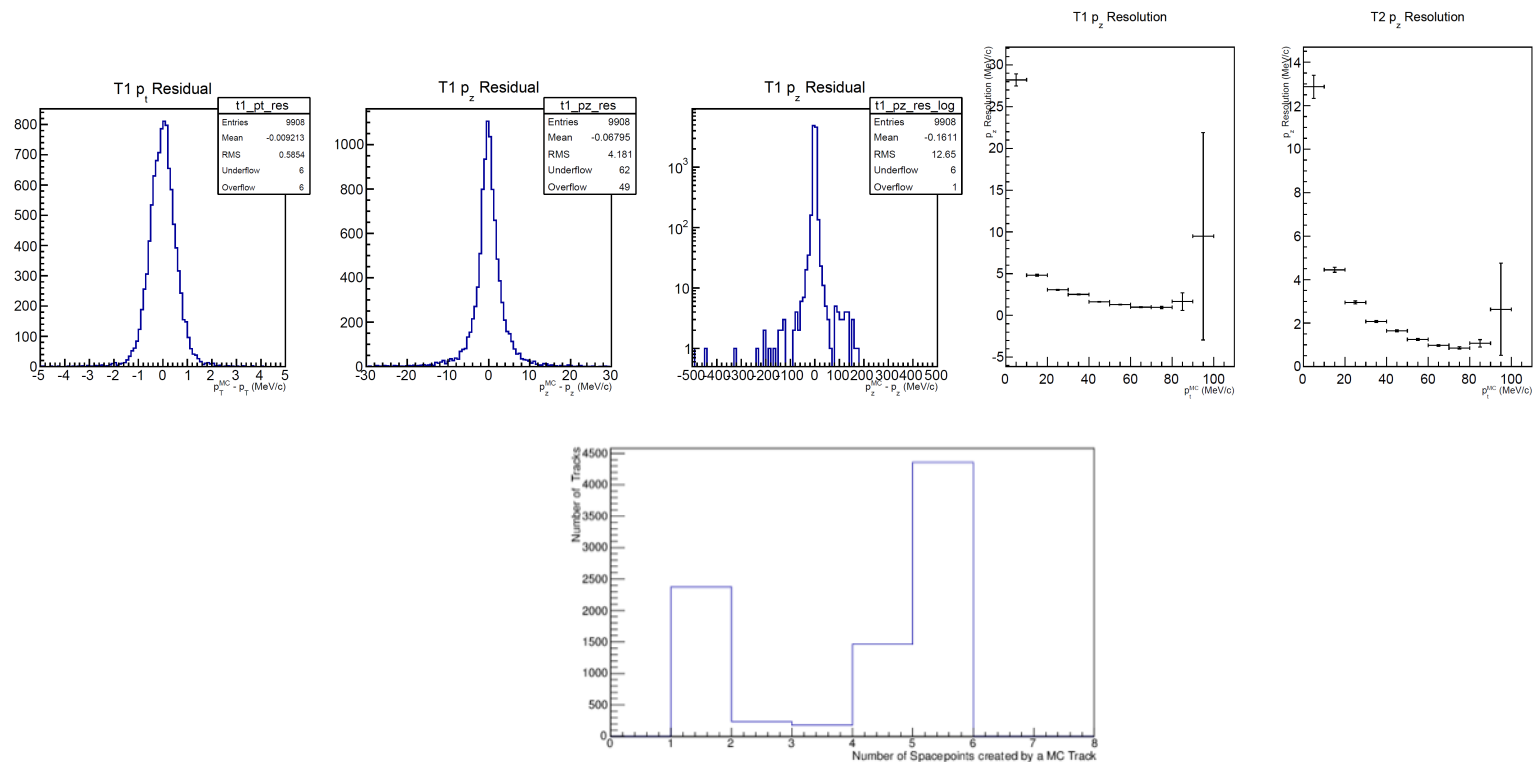 T1 p_t Residual
t1_pt_res
Entries 9908
Mean -0.009213
RMS 0.5854
Underflow 6
Overflow 6
800
700
600
500
400
300
200
100
0
-5 -4 -3 -2 -1 0 1 2 3 4 5
p_T^MC - p_T (MeV/c)
T1 p_z Residual
t1_pz_res
Entries 9908
Mean -0.06795
RMS 4.181
Underflow 62
Overflow 49
1000
800
600
400
200
0
-30 -20 -10 0 10 20 30
p_z^MC - p_z (MeV/c)
T1 p_z Residual
t1_pz_res_log
Entries 9908
Mean -0.1611
RMS 12.65
Underflow 6
Overflow 1
10^3
10^2
10
1
-500 -400 -300 -200 -100 0 100 200 300 400 500
p_z^MC - p_z (MeV/c)
T1 p_z Resolution
p_z Resolution (MeV/c)
30
25
20
15
10
5
0
-5
0 20 40 60 80 100
p_t^MC (MeV/c)
T2 p_z Resolution
p_z Resolution (MeV/c)
14
12
10
8
6
4
2
0
0 20 40 60 80 100
p_t^MC (MeV/c)
Number of Tracks
4500
4000
3500
3000
2500
2000
1500
1000
500
0
0 1 2 3 4 5 6 7 8
Number of Spacepoints created by a MC Track